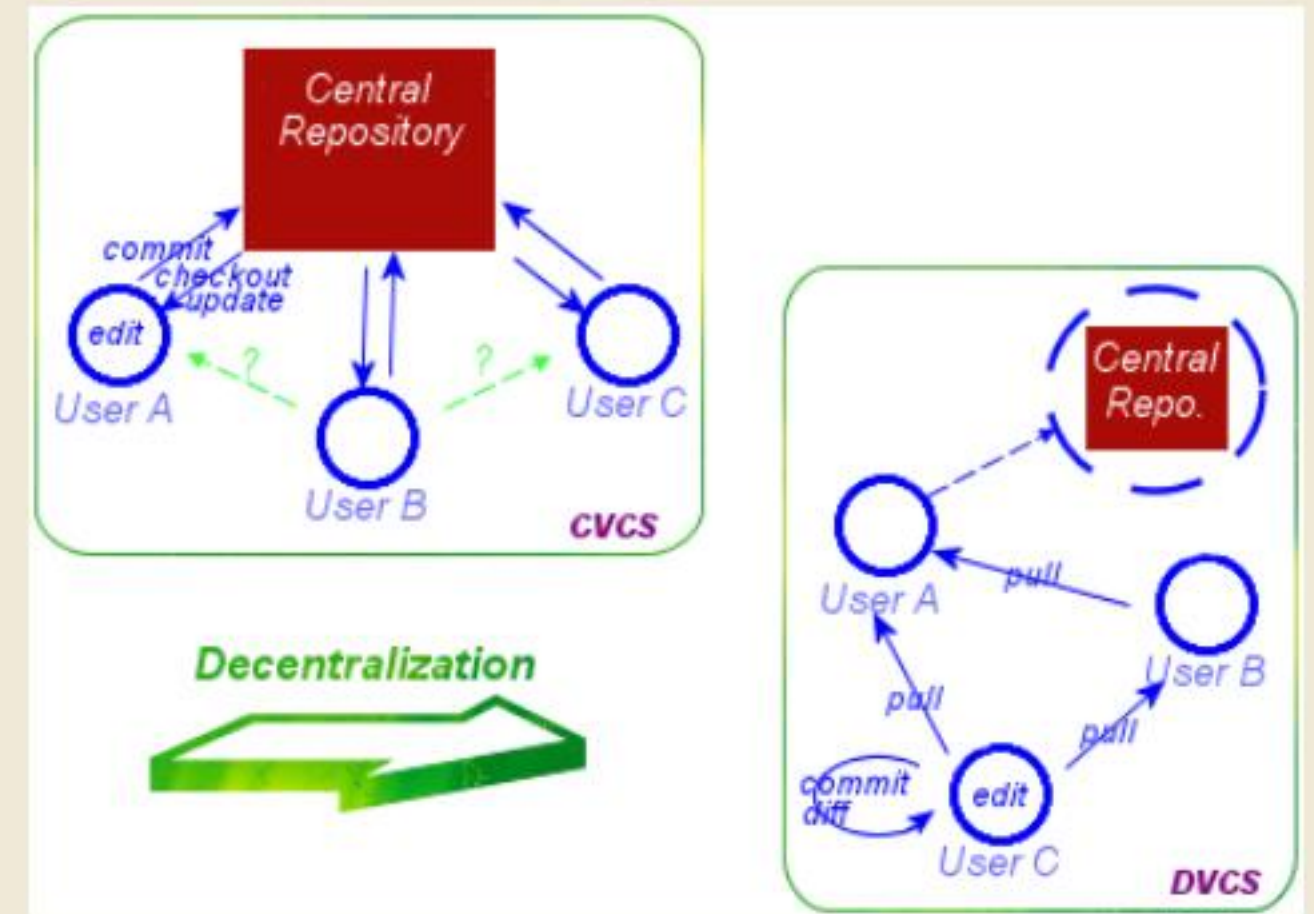 Central
Repository
commit
checkout
update
edit
?
?
User A
User C
User B
CVCS
Decentralization
Central
Repo.
User A
pull
User B
pull
pull
commit
diff
edit
User C
DVCS